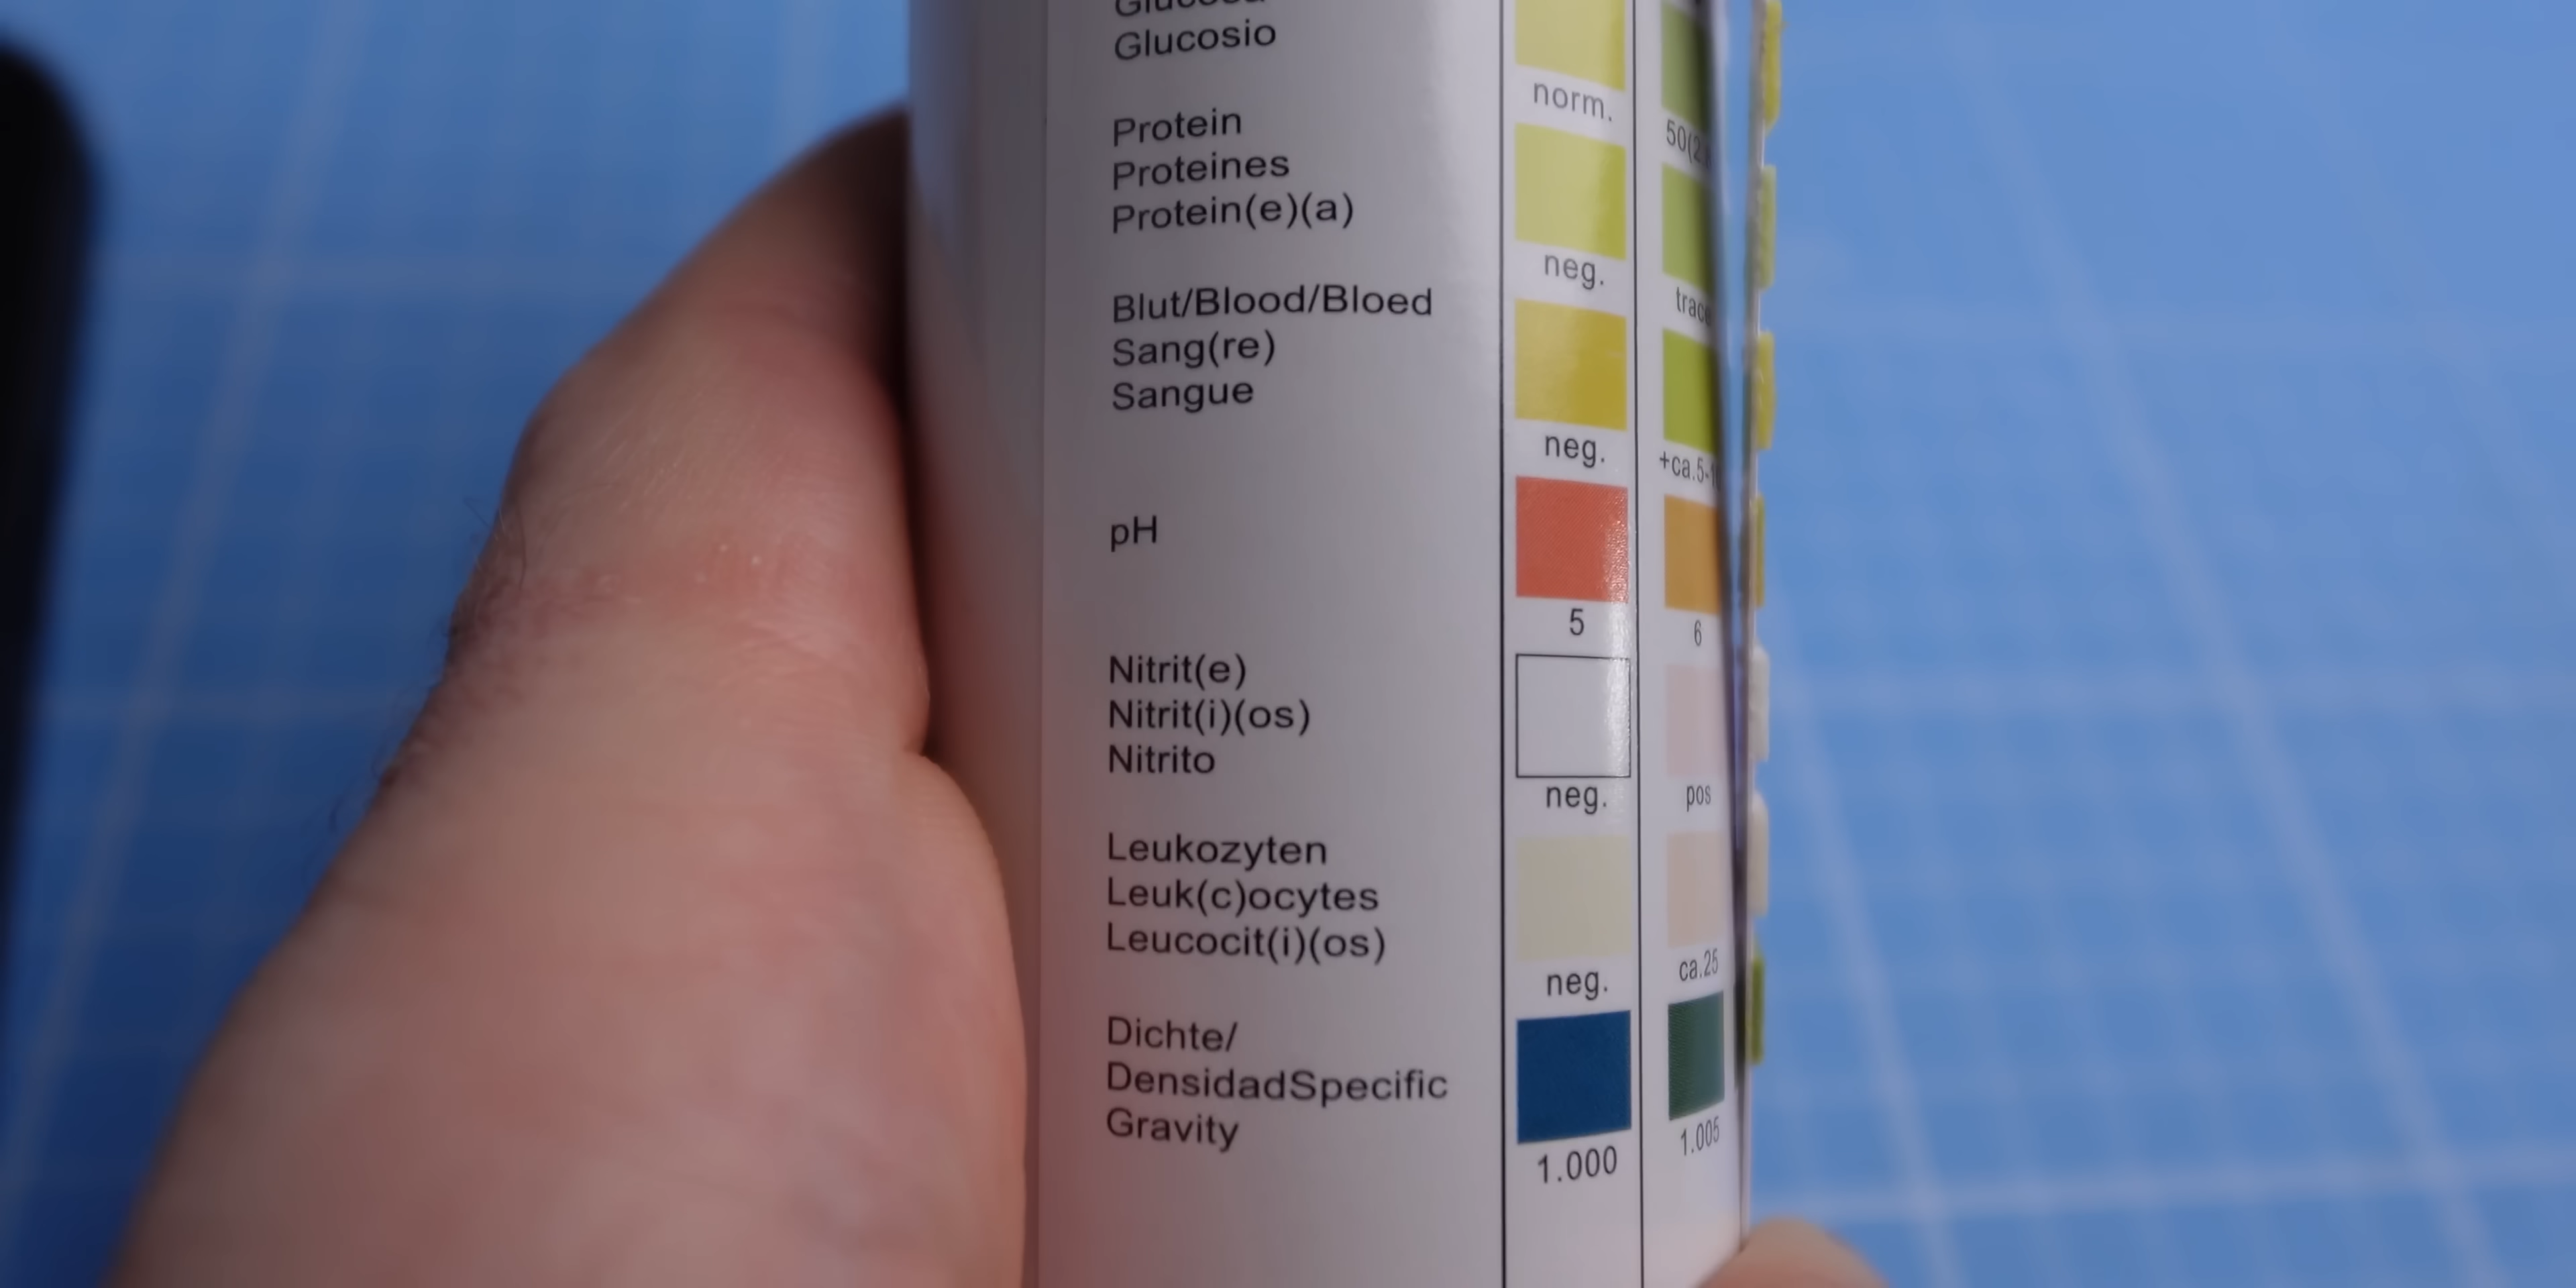 Glucosio
norm.
Protein
Proteines
Protein(e)(a)
neg.
trace
Blut/Blood/Bloed
Sang(re)
Sangue
neg.
pH
5
6
Nitrit(e)
Nitrit(i)(os)
Nitrito
neg.
pos
Leukozyten
Leuk(c)ocytes
Leucocit(i)(os)
neg.
ca.25
Dichte/
DensidadSpecific
Gravity
1.000
1.005